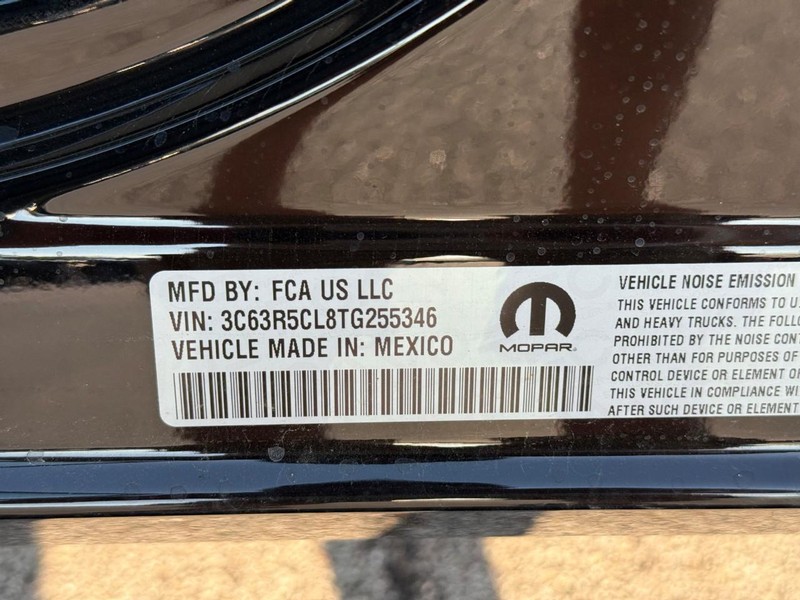 MFD BY: FCA US LLC
VIN: 3C63R5CL8TG255346
VEHICLE MADE IN: MEXICO
MOPAR
VEHICLE NOISE EMISSION
THIS VEHICLE CONFORMS TO U.
AND HEAVY TRUCKS. THE FOLLO
PROHIBITED BY THE NOISE CONT
OTHER THAN FOR PURPOSES OF
CONTROL DEVICE OR ELEMENT OF
THIS VEHICLE IN COMPLIANCE WI
AFTER SUCH DEVICE OR ELEMENT